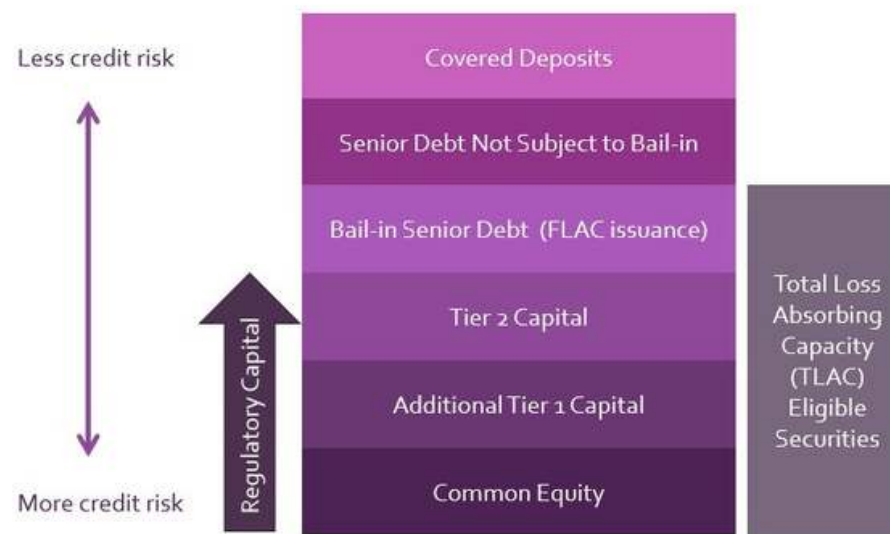 Less credit risk
More credit risk
Regulatory Capital
Covered Deposits
Senior Debt Not Subject to Bail-in
Bail-in Senior Debt (FLAC issuance)
Tier 2 Capital
Additional Tier 1 Capital
Common Equity
Total Loss
Absorbing
Capacity
(TLAC)
Eligible
Securities